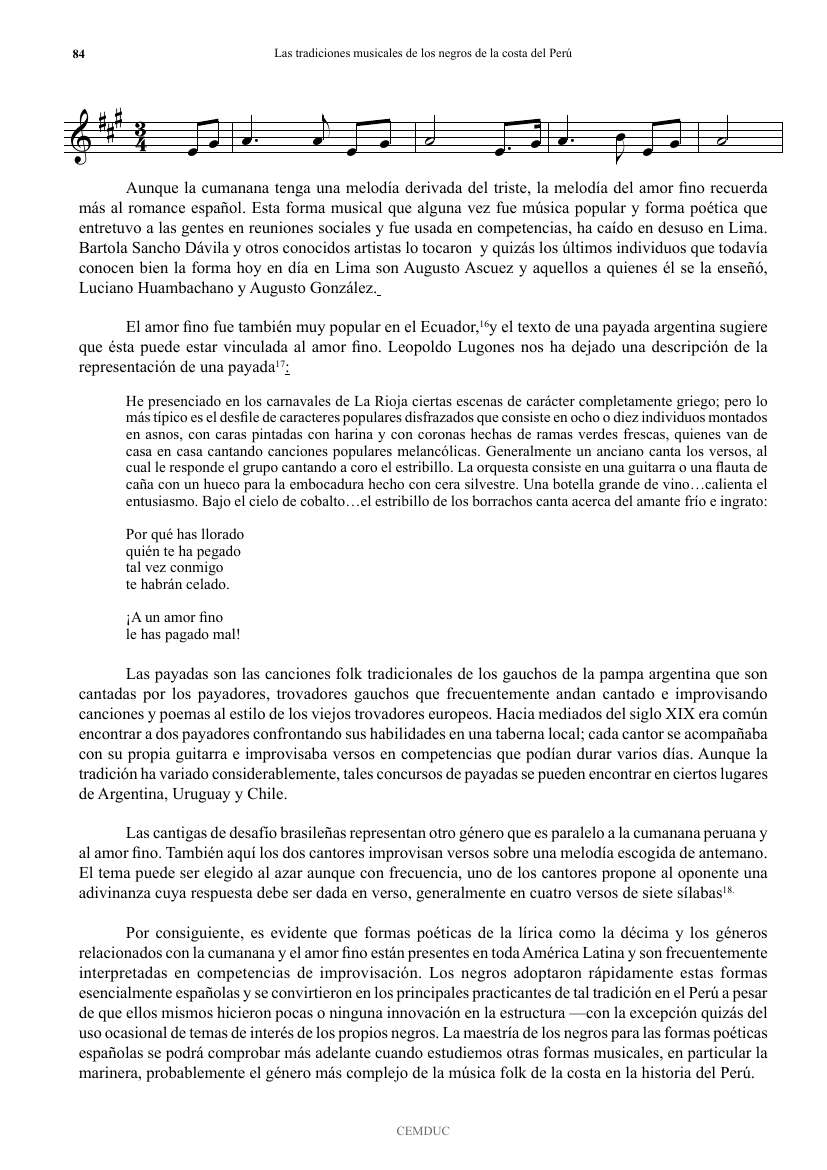 84
Las tradiciones musicales de los negros de la costa del Perú
3
4
Aunque la cumanana tenga una melodía derivada del triste, la melodía del amor fino recuerda
más al romance español. Esta forma musical que alguna vez fue música popular y forma poética que
entretuvo a las gentes en reuniones sociales y fue usada en competencias, ha caído en desuso en Lima.
Bartola Sancho Dávila y otros conocidos artistas lo tocaron y quizás los últimos individuos que todavía
conocen bien la forma hoy en día en Lima son Augusto Ascuez y aquellos a quienes él se la enseñó,
Luciano Huambachano y Augusto González.
El amor fino fue también muy popular en el Ecuador,16y el texto de una payada argentina sugiere
que ésta puede estar vinculada al amor fino. Leopoldo Lugones nos ha dejado una descripción de la
representación de una payada17:
He presenciado en los carnavales de La Rioja ciertas escenas de carácter completamente griego; pero lo
más típico es el desfile de caracteres populares disfrazados que consiste en ocho o diez individuos montados
en asnos, con caras pintadas con harina y con coronas hechas de ramas verdes frescas, quienes van de
casa en casa cantando canciones populares melancólicas. Generalmente un anciano canta los versos, al
cual le responde el grupo cantando a coro el estribillo. La orquesta consiste en una guitarra o una flauta de
caña con un hueco para la embocadura hecho con cera silvestre. Una botella grande de vino…calienta el
entusiasmo. Bajo el cielo de cobalto…el estribillo de los borrachos canta acerca del amante frío e ingrato:
Por qué has llorado
quién te ha pegado
tal vez conmigo
te habrán celado.
¡A un amor fino
le has pagado mal!
Las payadas son las canciones folk tradicionales de los gauchos de la pampa argentina que son
cantadas por los payadores, trovadores gauchos que frecuentemente andan cantado e improvisando
canciones y poemas al estilo de los viejos trovadores europeos. Hacia mediados del siglo XIX era común
encontrar a dos payadores confrontando sus habilidades en una taberna local; cada cantor se acompañaba
con su propia guitarra e improvisaba versos en competencias que podían durar varios días. Aunque la
tradición ha variado considerablemente, tales concursos de payadas se pueden encontrar en ciertos lugares
de Argentina, Uruguay y Chile.
Las cantigas de desafío brasileñas representan otro género que es paralelo a la cumanana peruana y
al amor fino. También aquí los dos cantores improvisan versos sobre una melodía escogida de antemano.
El tema puede ser elegido al azar aunque con frecuencia, uno de los cantores propone al oponente una
adivinanza cuya respuesta debe ser dada en verso, generalmente en cuatro versos de siete sílabas18.
Por consiguiente, es evidente que formas poéticas de la lírica como la décima y los géneros
relacionados con la cumanana y el amor fino están presentes en toda América Latina y son frecuentemente
interpretadas en competencias de improvisación. Los negros adoptaron rápidamente estas formas
esencialmente españolas y se convirtieron en los principales practicantes de tal tradición en el Perú a pesar
de que ellos mismos hicieron pocas o ninguna innovación en la estructura —con la excepción quizás del
uso ocasional de temas de interés de los propios negros. La maestría de los negros para las formas poéticas
españolas se podrá comprobar más adelante cuando estudiemos otras formas musicales, en particular la
marinera, probablemente el género más complejo de la música folk de la costa en la historia del Perú.
CEMDUC